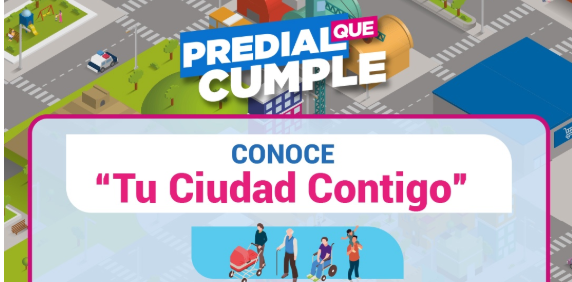 PREDIAL QUE
CUMPLE
CONOCE
“Tu Ciudad Contigo”